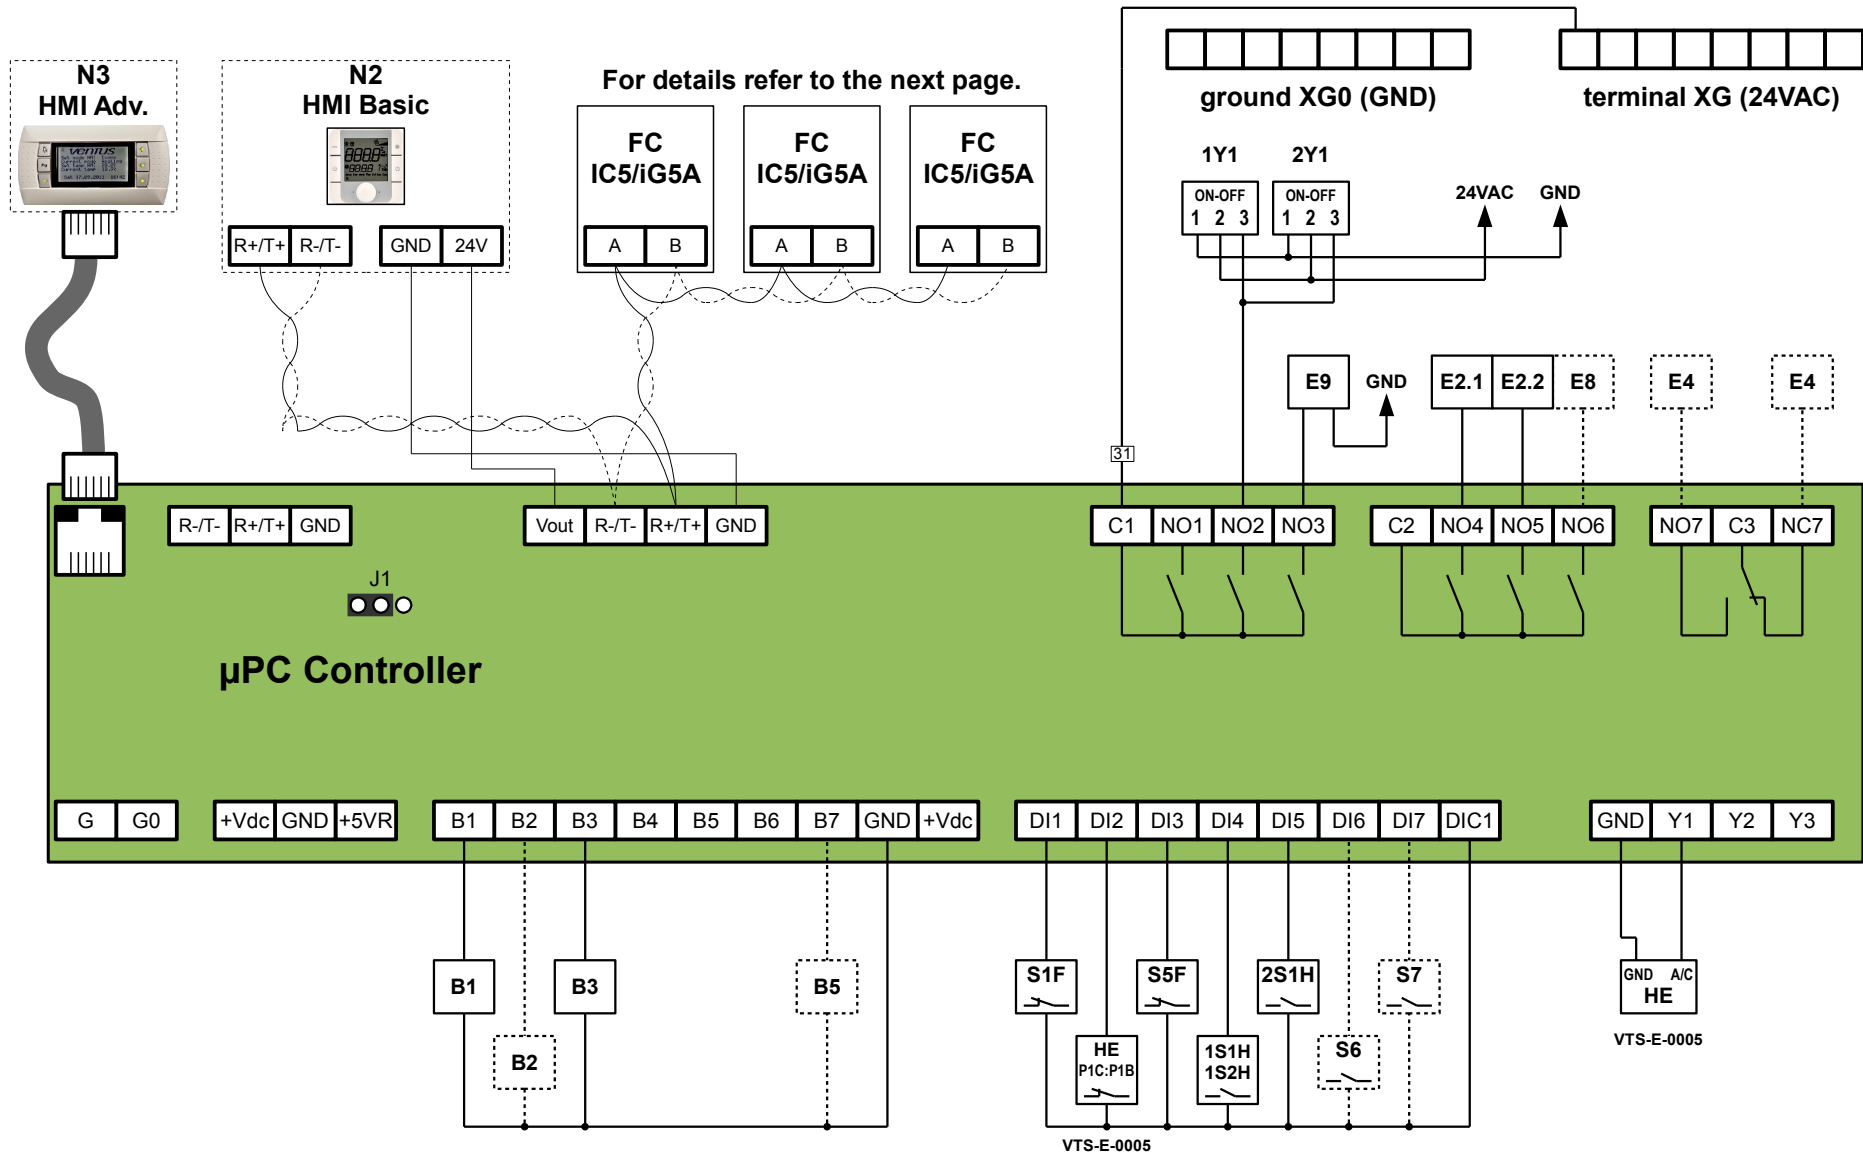 N3
HMI Adv.
VENTUS
N2
HMI Basic
For details refer to the next page.
FC
IC5/iG5A
FC
IC5/iG5A
FC
IC5/iG5A
ground XG0 (GND)
terminal XG (24VAC)
1Y1
2Y1
ON-OFF
1 2 3
ON-OFF
1 2 3
24VAC
GND
R+/T+ R-/T-
GND 24V
A B
A B
A B
E9
GND
E2.1 E2.2 E8
E4
E4
31
R-/T- R+/T+ GND
Vout R-/T- R+/T+ GND
C1 NO1 NO2 NO3
C2 NO4 NO5 NO6
NO7 C3 NC7
J1
µPC Controller
G G0
+Vdc GND +5VR
B1 B2 B3 B4 B5 B6 B7 GND +Vdc
DI1 DI2 DI3 DI4 DI5 DI6 DI7 DIC1
GND Y1 Y2 Y3
B1
B3
B5
S1F
S5F
2S1H
S7
GND A/C
HE
VTS-E-0005
B2
HE
P1C:P1B
1S1H
1S2H
S6
VTS-E-0005